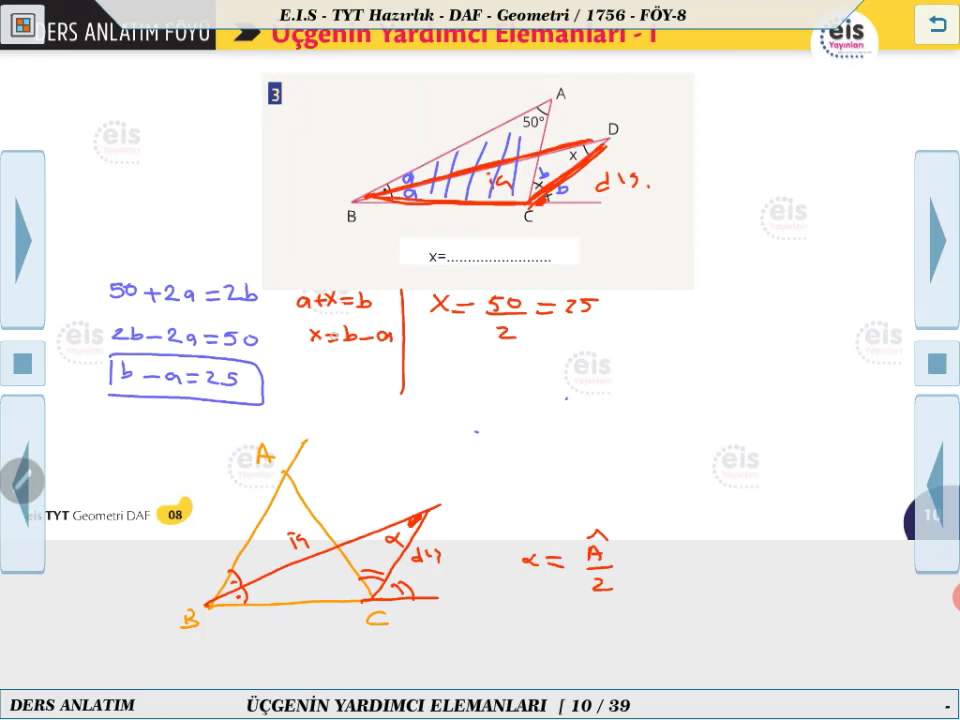 E.I.S - TYT Hazırlık - DAF - Geometri / 1756 - FÖY-8
DERS ANLATIM FÖYÜ
Üçgenin Yardımcı Elemanları - I
eis
Yayınları
3
A
50°
D
x
a
a
iç
x
b
b
x
dış.
B
C
x=.........................
50 + 2a = 2b
2b - 2a = 50
b - a = 25
a + x = b
x = b - a
x = 50/2 = 25
A
iç
α
dış
B
C
α = Â/2
eis TYT Geometri DAF 08
10
DERS ANLATIM
ÜÇGENİN YARDIMCI ELEMANLARI [ 10 / 39
-